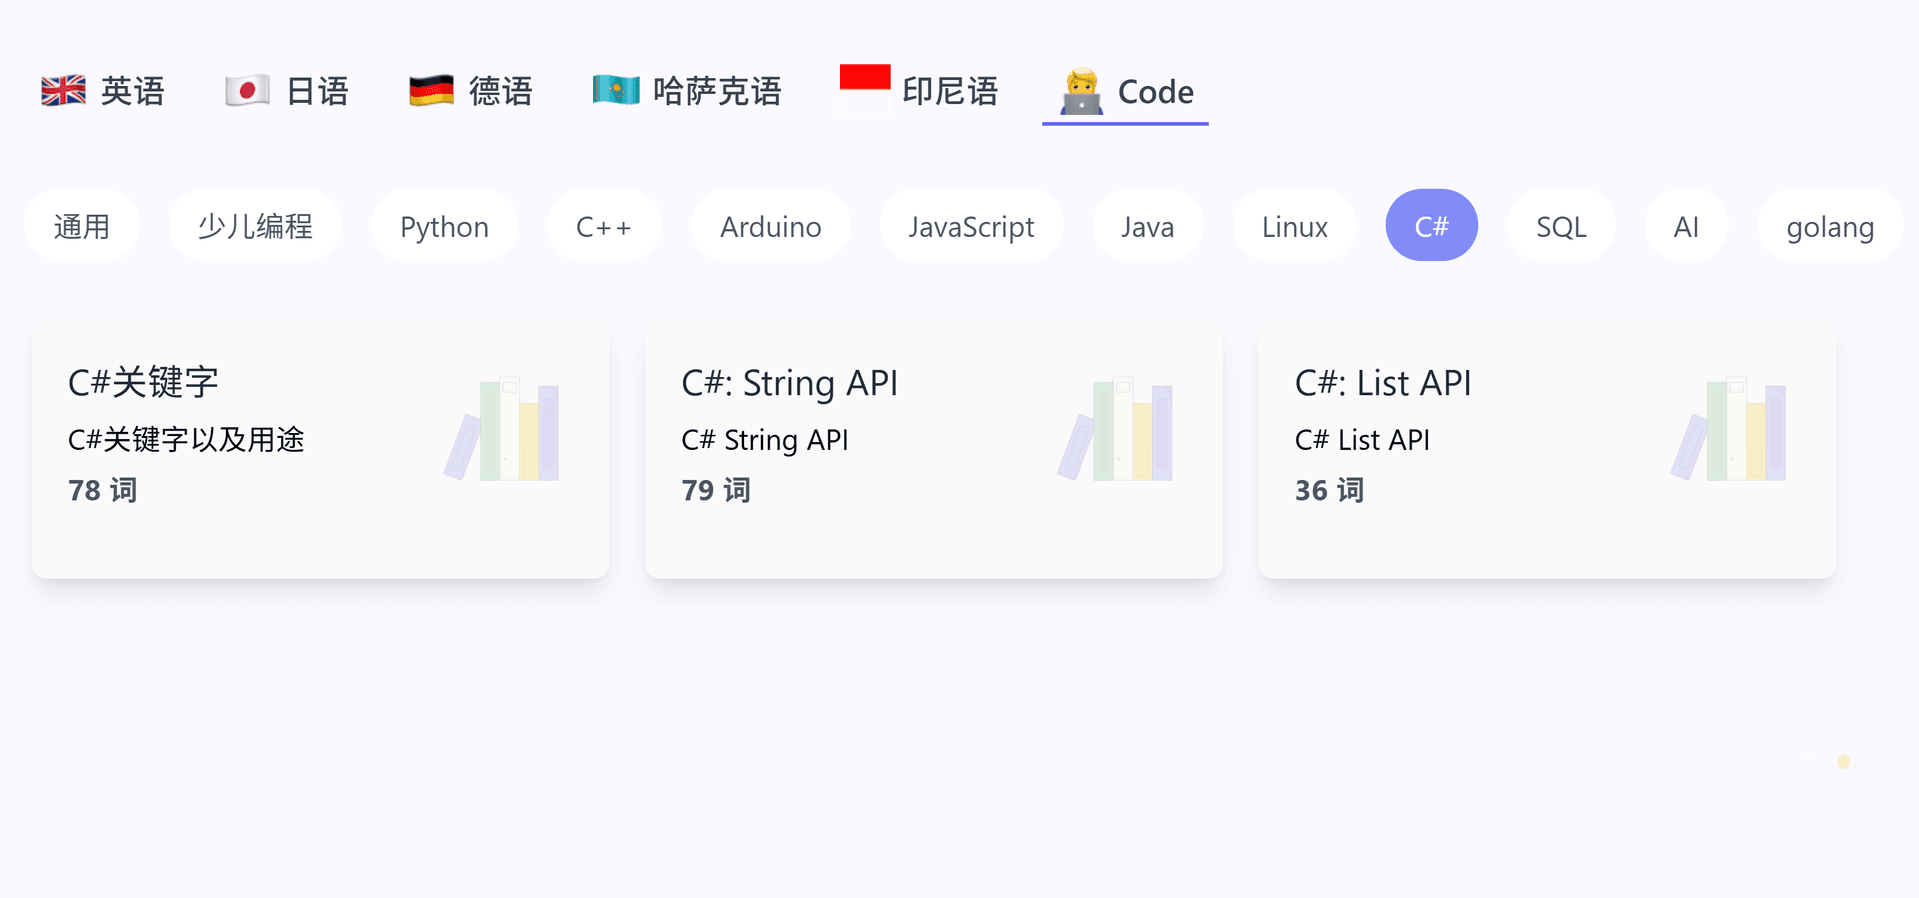 英语 日语 德语 哈萨克语 印尼语 Code
通用 少儿编程 Python C++ Arduino JavaScript Java Linux C# SQL AI golang
C#关键字
C#关键字以及用途
78 词
C#: String API
C# String API
79 词
C#: List API
C# List API
36 词